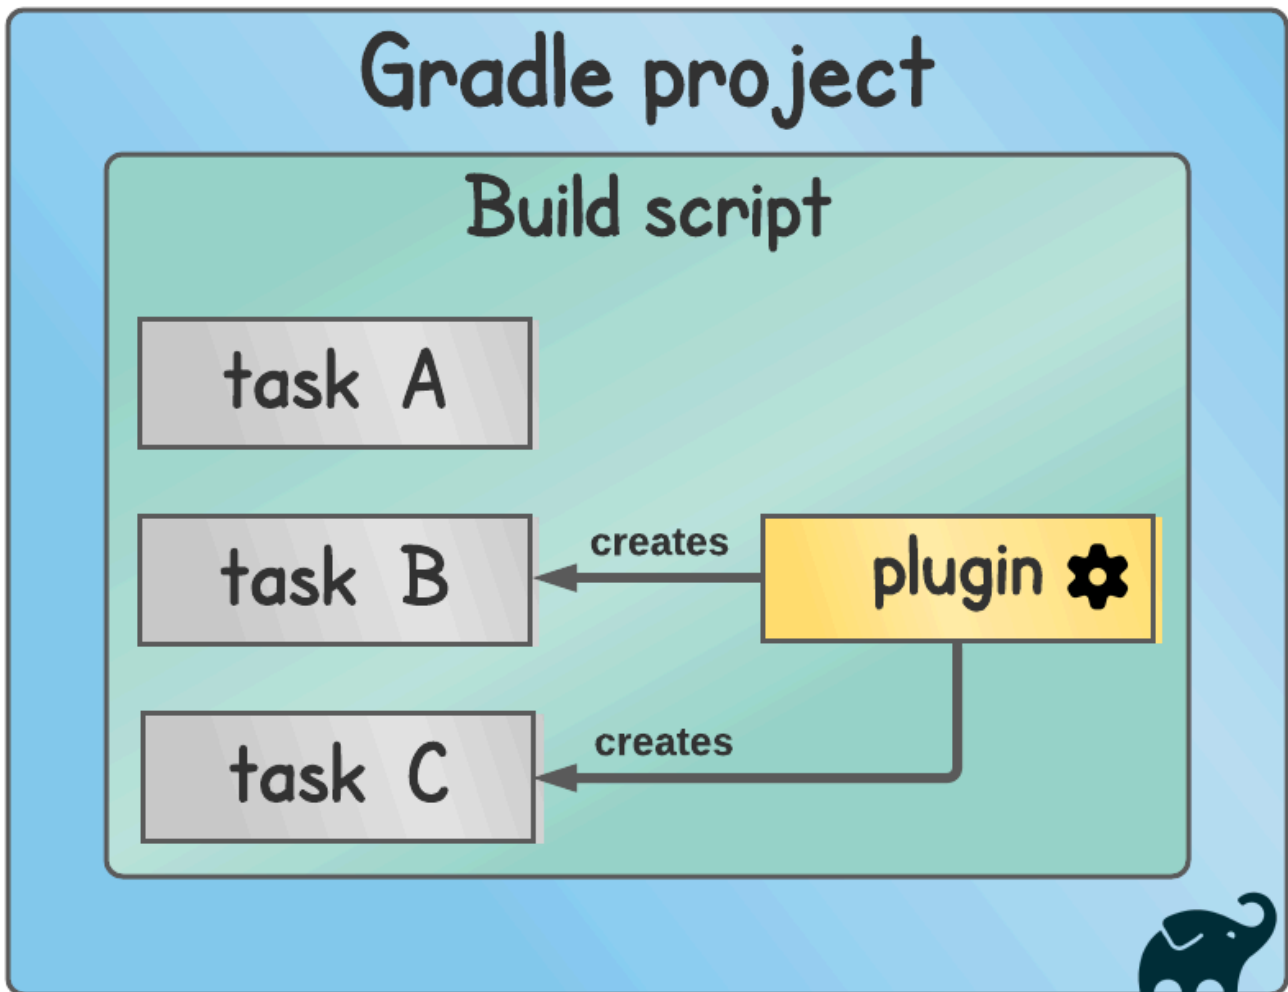 Gradle project
Build script
task A
task B
creates
plugin
task C
creates